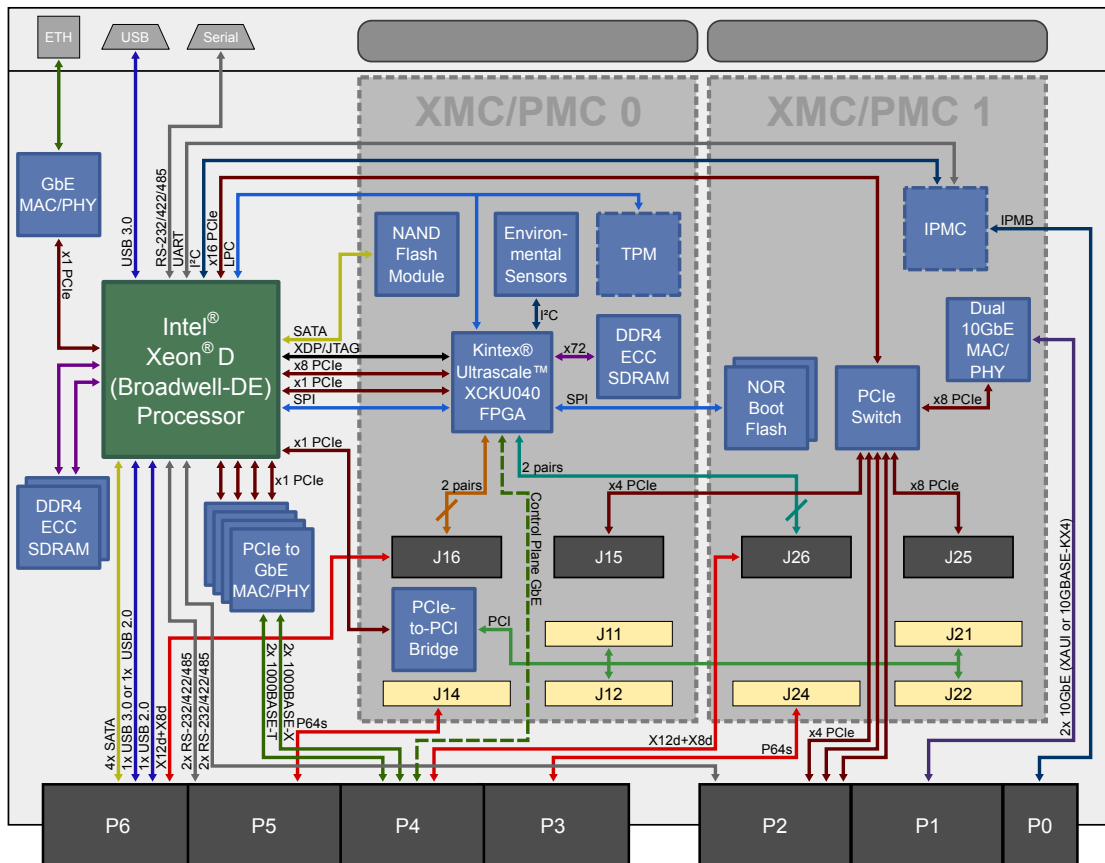 ETH
USB
Serial
XMC/PMC 0
XMC/PMC 1
GbE
MAC/PHY
x1 PCIe
USB 3.0
RS-232/422/485
UART
I²C
x16 PCIe
LPC
NAND
Flash
Module
Environ-
mental
Sensors
TPM
IPMC
IPMB
Intel®
Xeon® D
(Broadwell-DE)
Processor
SATA
XDP/JTAG
x8 PCIe
x1 PCIe
SPI
I²C
Kintex®
Ultrascale™
XCKU040
FPGA
x72
DDR4
ECC
SDRAM
SPI
NOR
Boot
Flash
PCIe
Switch
Dual
10GbE
MAC/
PHY
x8 PCIe
x1 PCIe
x1 PCIe
2 pairs
2 pairs
x4 PCIe
x8 PCIe
Control Plane GbE
DDR4
ECC
SDRAM
PCIe to
GbE
MAC/PHY
J16
J15
J26
J25
PCIe-
to-PCI
Bridge
PCI
J11
J12
J14
J21
J22
J24
4x SATA
1x USB 3.0 or 1x USB 2.0
1x USB 2.0
X12d+X8d
2x RS-232/422/485
2x RS-232/422/485
2x 1000BASE-T
2x 1000BASE-X
P64s
X12d+X8d
P64s
x4 PCIe
2x 10GbE (XAUI or 10GBASE-KX4)
P6
P5
P4
P3
P2
P1
P0